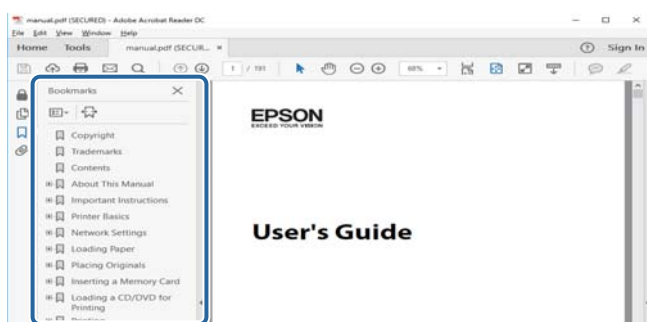 manual.pdf (SECURED) - Adobe Acrobat Reader DC
File Edit View Window Help
Home Tools manual.pdf (SECUR... ×
Sign In
1 / 191
68%
Bookmarks
Copyright
Trademarks
Contents
About This Manual
Important Instructions
Printer Basics
Network Settings
Loading Paper
Placing Originals
Inserting a Memory Card
Loading a CD/DVD for
Printing
Printing
EPSON
EXCEED YOUR VISION
User's Guide